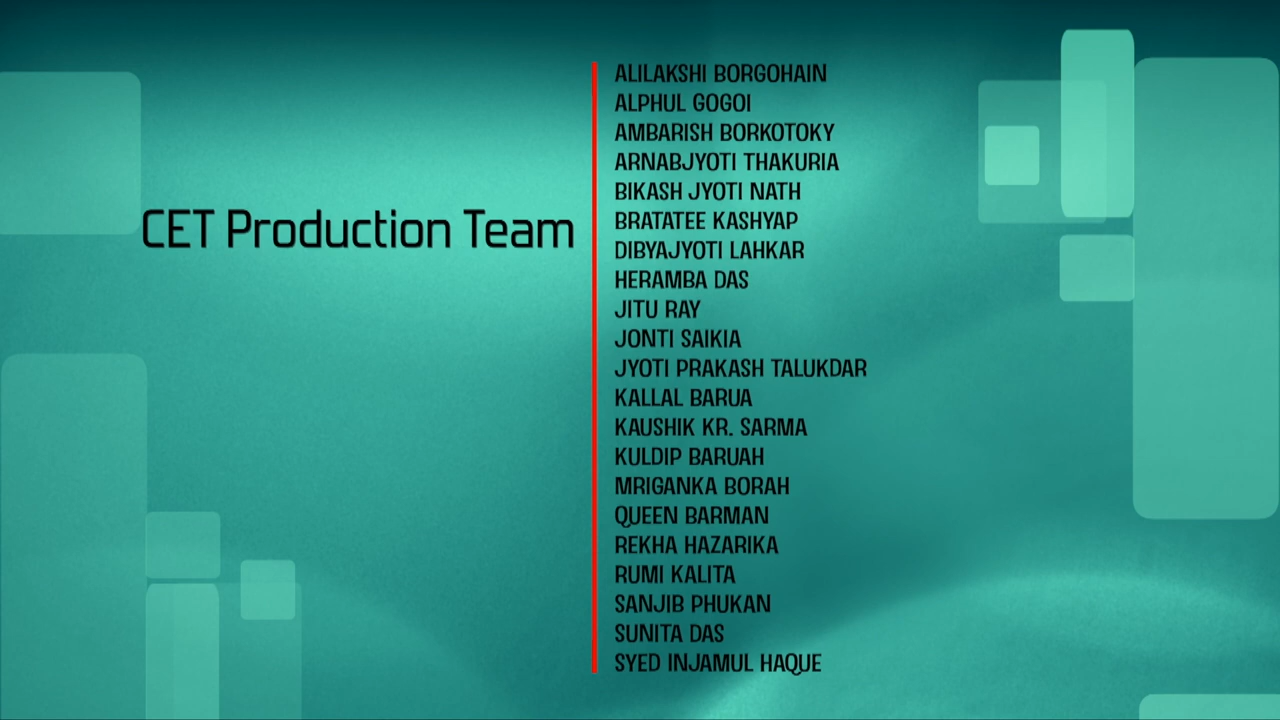 CET Production Team
ALILAKSHI BORGOHAIN
ALPHUL GOGOI
AMBARISH BORKOTOKY
ARNABJYOTI THAKURIA
BIKASH JYOTI NATH
BRATATEE KASHYAP
DIBYAJYOTI LAHKAR
HERAMBA DAS
JITU RAY
JONTI SAIKIA
JYOTI PRAKASH TALUKDAR
KALLAL BARUA
KAUSHIK KR. SARMA
KULDIP BARUAH
MRIGANKA BORAH
QUEEN BARMAN
REKHA HAZARIKA
RUMI KALITA
SANJIB PHUKAN
SUNITA DAS
SYED INJAMUL HAQUE